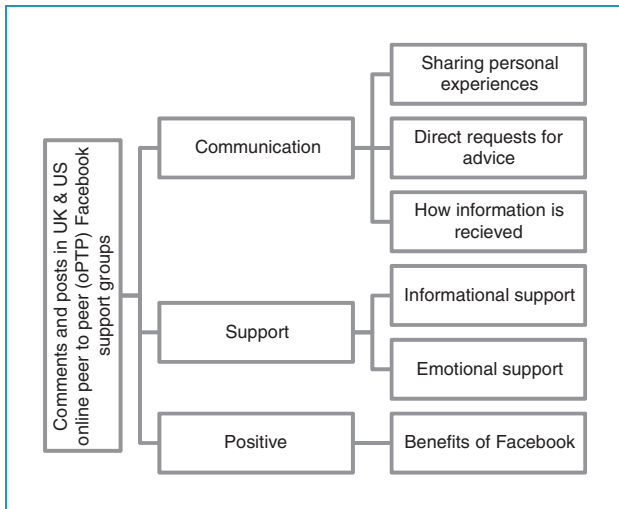 Comments and posts in UK & US
online peer to peer (oPTP) Facebook
support groups
Communication
Sharing personal
experiences
Direct requests for
advice
How information is
recieved
Support
Informational support
Emotional support
Positive
Benefits of Facebook